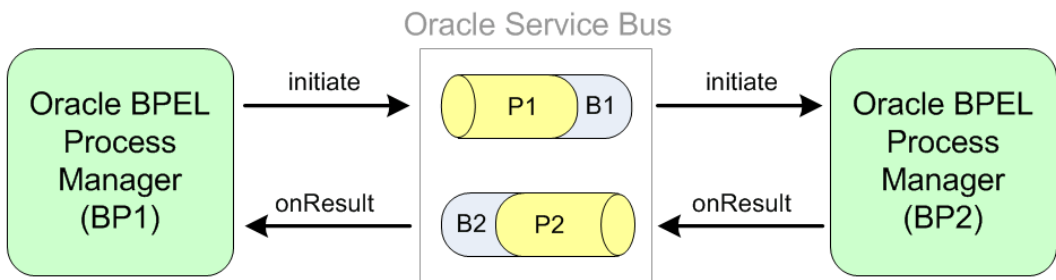 Oracle Service Bus
Oracle BPEL
Process
Manager
(BP1)
initiate
P1
B1
initiate
Oracle BPEL
Process
Manager
(BP2)
onResult
B2
P2
onResult